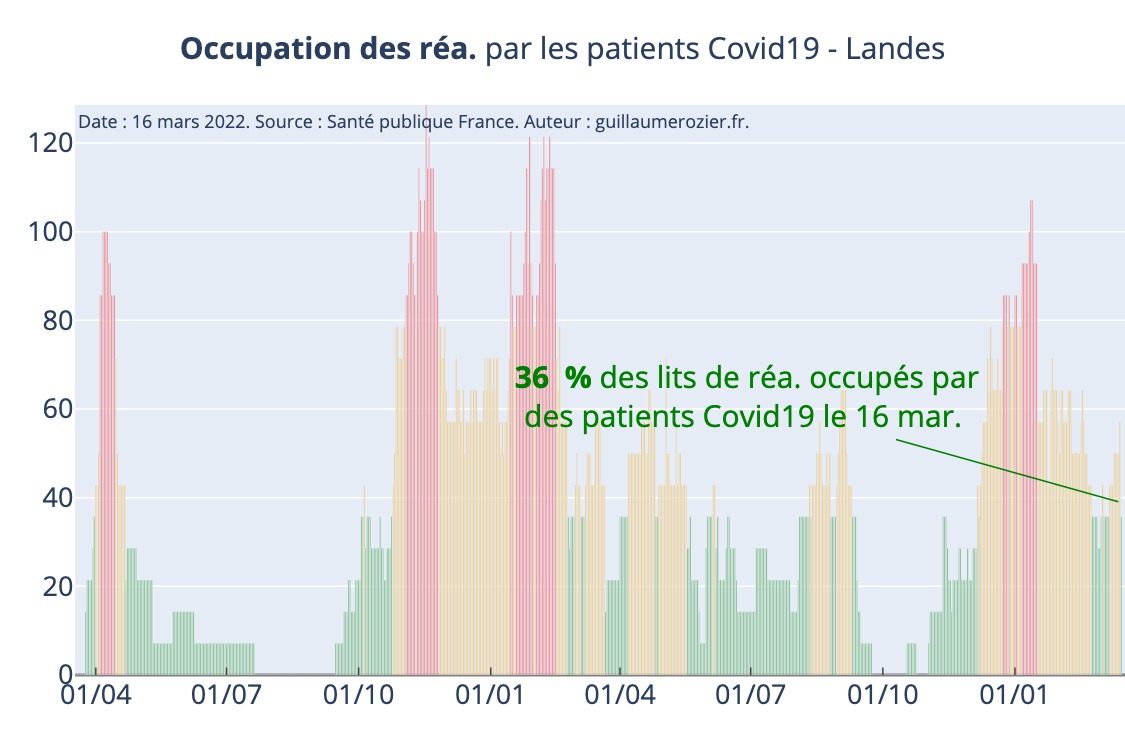 Occupation des réa. par les patients Covid19 - Landes
Date : 16 mars 2022. Source : Santé publique France. Auteur : guillaumerozier.fr.
120
100
80
60
40
20
0
36 % des lits de réa. occupés par
des patients Covid19 le 16 mar.
01/04 01/07 01/10 01/01 01/04 01/07 01/10 01/01